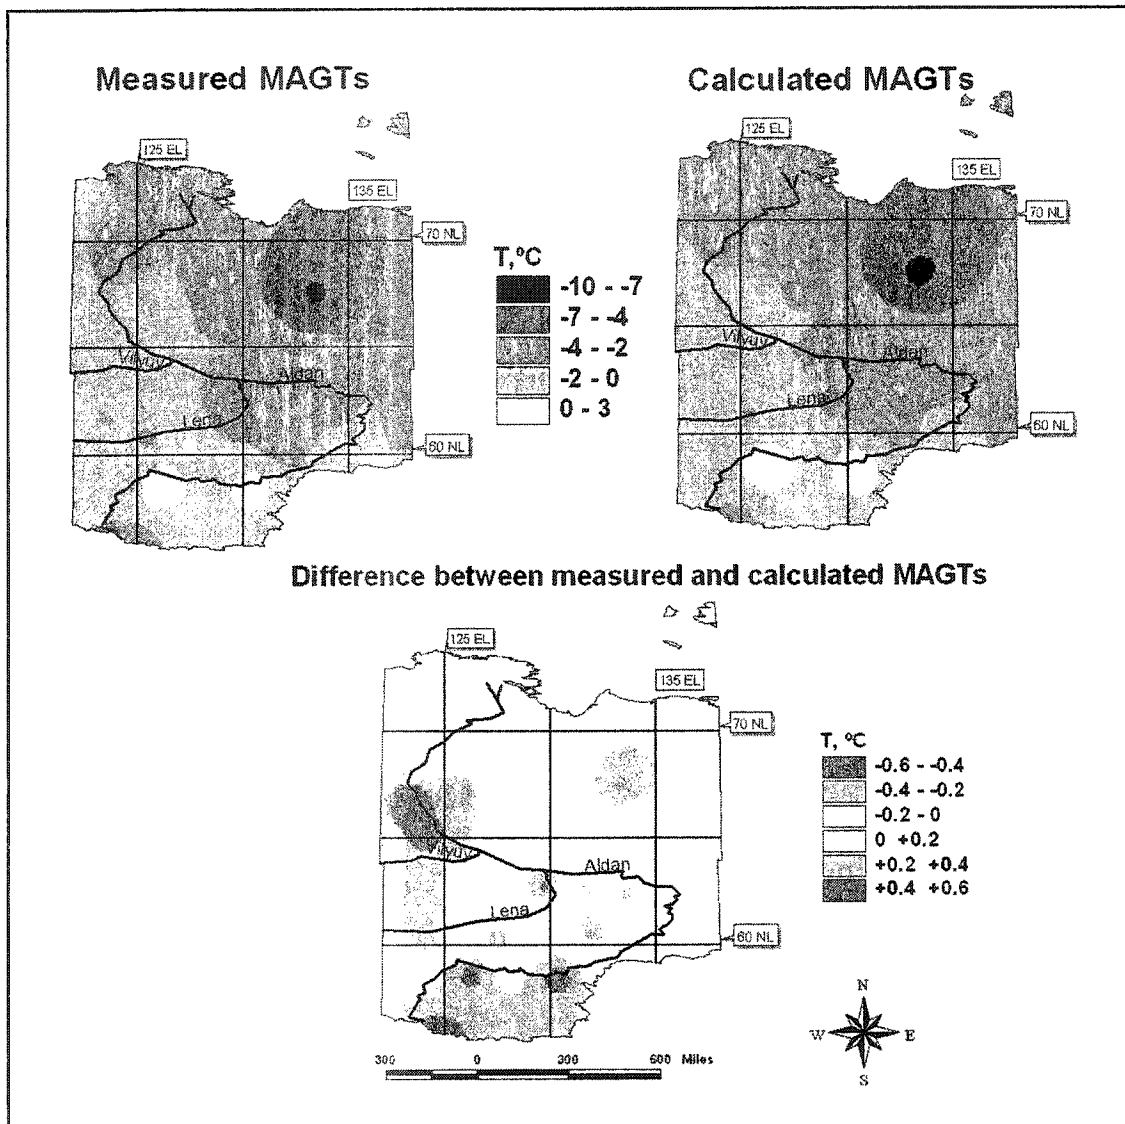 Measured MAGTs
125 EL
135 EL
70 NL
Vilyuy
Aldan
Lena
60 NL
T,ºC
-10 - -7
-7 - -4
-4 - -2
-2 - 0
0 - 3
Calculated MAGTs
125 EL
135 EL
70 NL
Vilyuy
Aldan
Lena
60 NL
Difference between measured and calculated MAGTs
125 EL
135 EL
70 NL
Vilyuy
Aldan
Lena
60 NL
T, ºC
-0.6 - -0.4
-0.4 - -0.2
-0.2 - 0
0 +0.2
+0.2 +0.4
+0.4 +0.6
N
W E
S
300 0 300 600 Miles